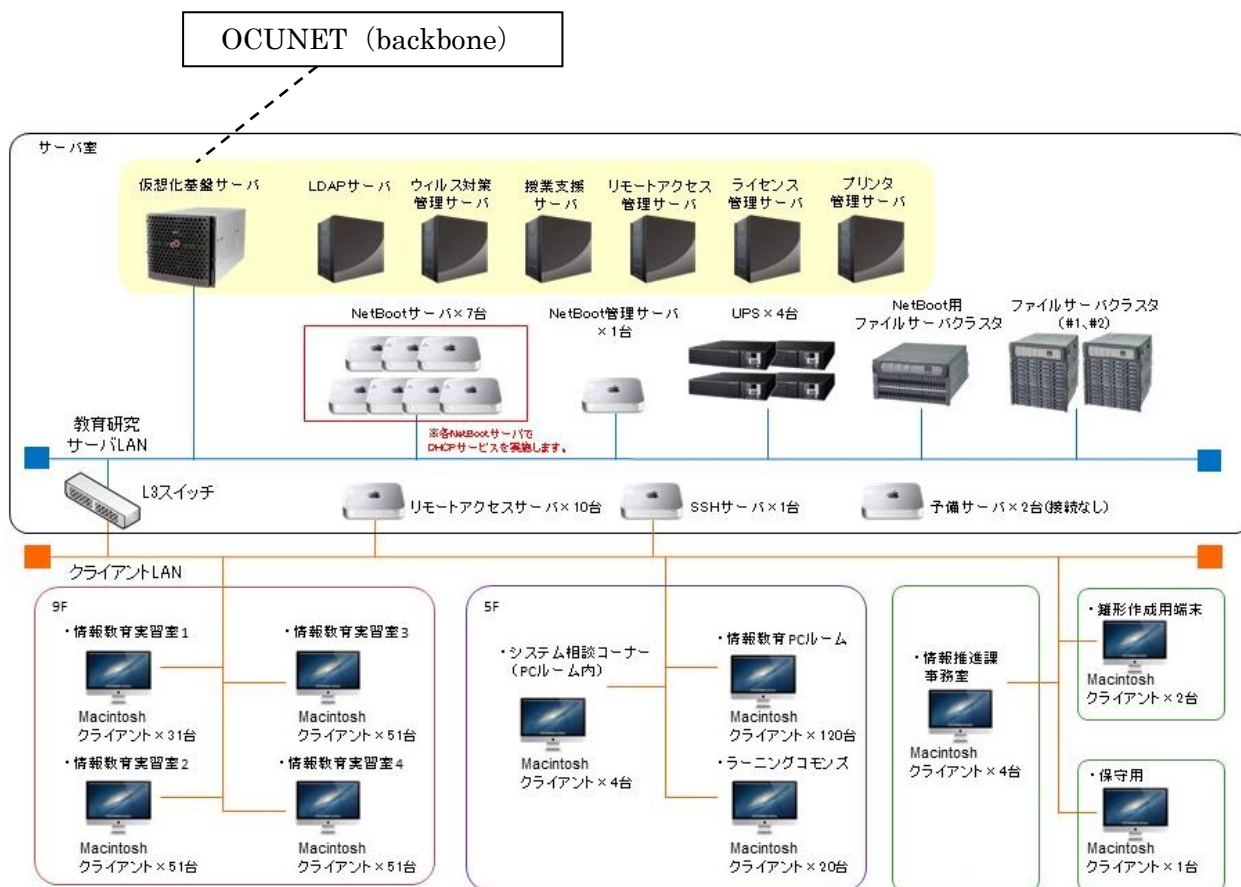 OCUNET (backbone)
サーバ室
仮想化基盤サーバ
LDAPサーバ
ウィルス対策
管理サーバ
授業支援
サーバ
リモートアクセス
管理サーバ
ライセンス
管理サーバ
プリンタ
管理サーバ
NetBootサーバ×7台
NetBoot管理サーバ
×1台
UPS×4台
NetBoot用
ファイルサーバクラスタ
ファイルサーバクラスタ
(#1、#2)
※各NetBootサーバで
DHCPサービスを実施します。
教育研究
サーバLAN
L3スイッチ
リモートアクセスサーバ×10台
SSHサーバ×1台
予備サーバ×2台(接続なし)
クライアントLAN
9F
・情報教育実習室1
Macintosh
クライアント×31台
・情報教育実習室3
Macintosh
クライアント×51台
・情報教育実習室2
Macintosh
クライアント×51台
・情報教育実習室4
Macintosh
クライアント×51台
5F
・システム相談コーナー
(PCルーム内)
Macintosh
クライアント×4台
・情報教育PCルーム
Macintosh
クライアント×120台
・ラーニングコモンズ
Macintosh
クライアント×20台
・情報推進課
事務室
Macintosh
クライアント×4台
・雛形作成用端末
Macintosh
クライアント×2台
・保守用
Macintosh
クライアント×1台